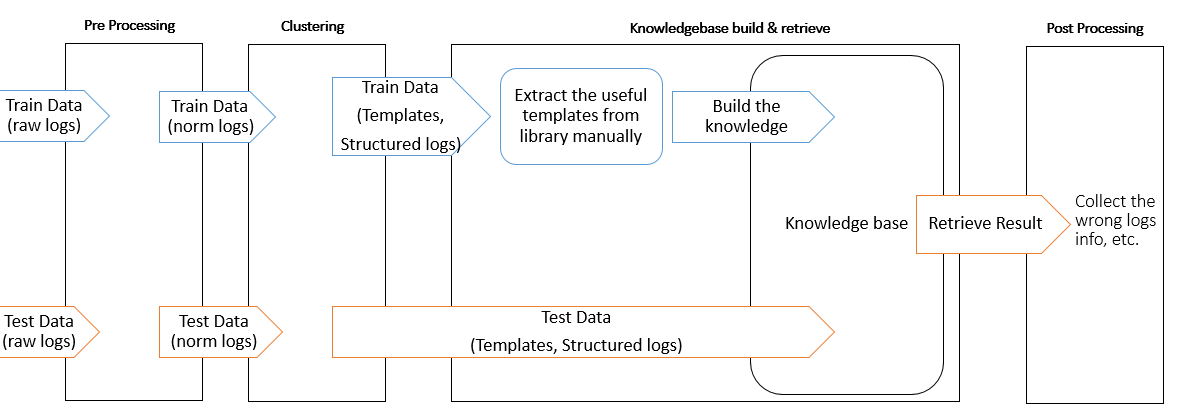 Pre Processing
Clustering
Knowledgebase build & retrieve
Post Processing
Train Data
(raw logs)
Train Data
(norm logs)
Train Data
(Templates,
Structured logs)
Extract the useful
templates from
library manually
Build the
knowledge
Knowledge base
Retrieve Result
Collect the
wrong logs
info, etc.
Test Data
(raw logs)
Test Data
(norm logs)
Test Data
(Templates, Structured logs)